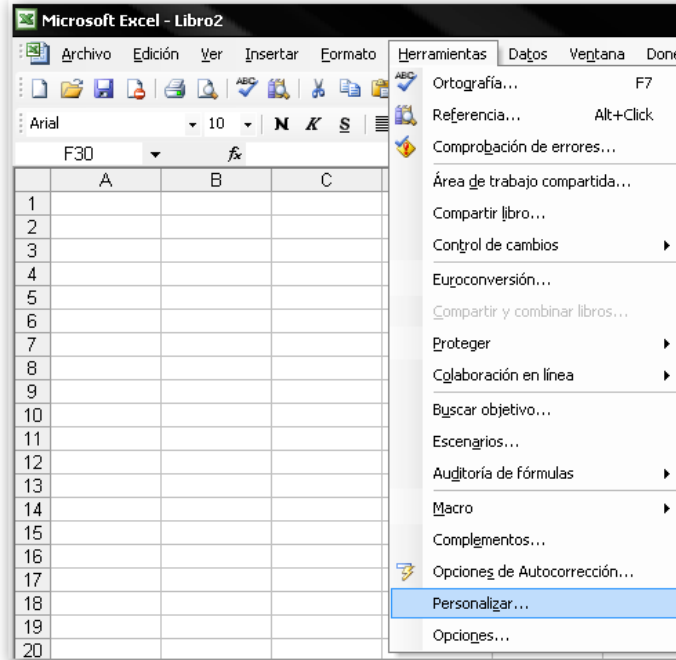 Microsoft Excel - Libro2
Archivo Edición Ver Insertar Formato Herramientas Datos Ventana
Arial 10 N K S
F30 fx
A B C
1
2
3
4
5
6
7
8
9
10
11
12
13
14
15
16
17
18
19
20
Ortografía... F7
Referencia... Alt+Click
Comprobación de errores...
Área de trabajo compartida...
Compartir libro...
Control de cambios
Euroconversión...
Compartir y combinar libros...
Proteger
Colaboración en línea
Buscar objetivo...
Escenarios...
Auditoría de fórmulas
Macro
Complementos...
Opciones de Autocorrección...
Personalizar...
Opciones...